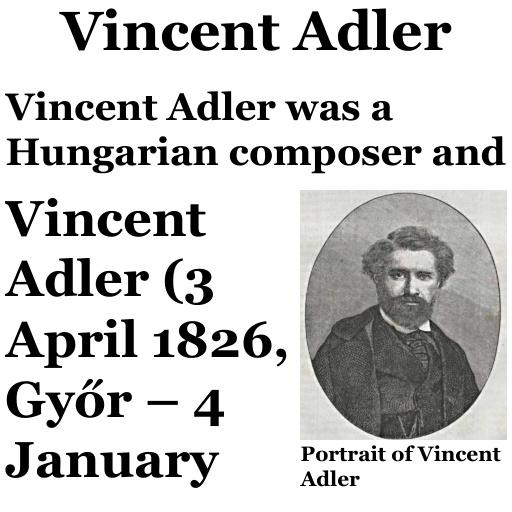 Vincent Adler
Vincent Adler was a
Hungarian composer and
Vincent
Adler (3
April 1826,
Győr – 4
January
Portrait of Vincent
Adler